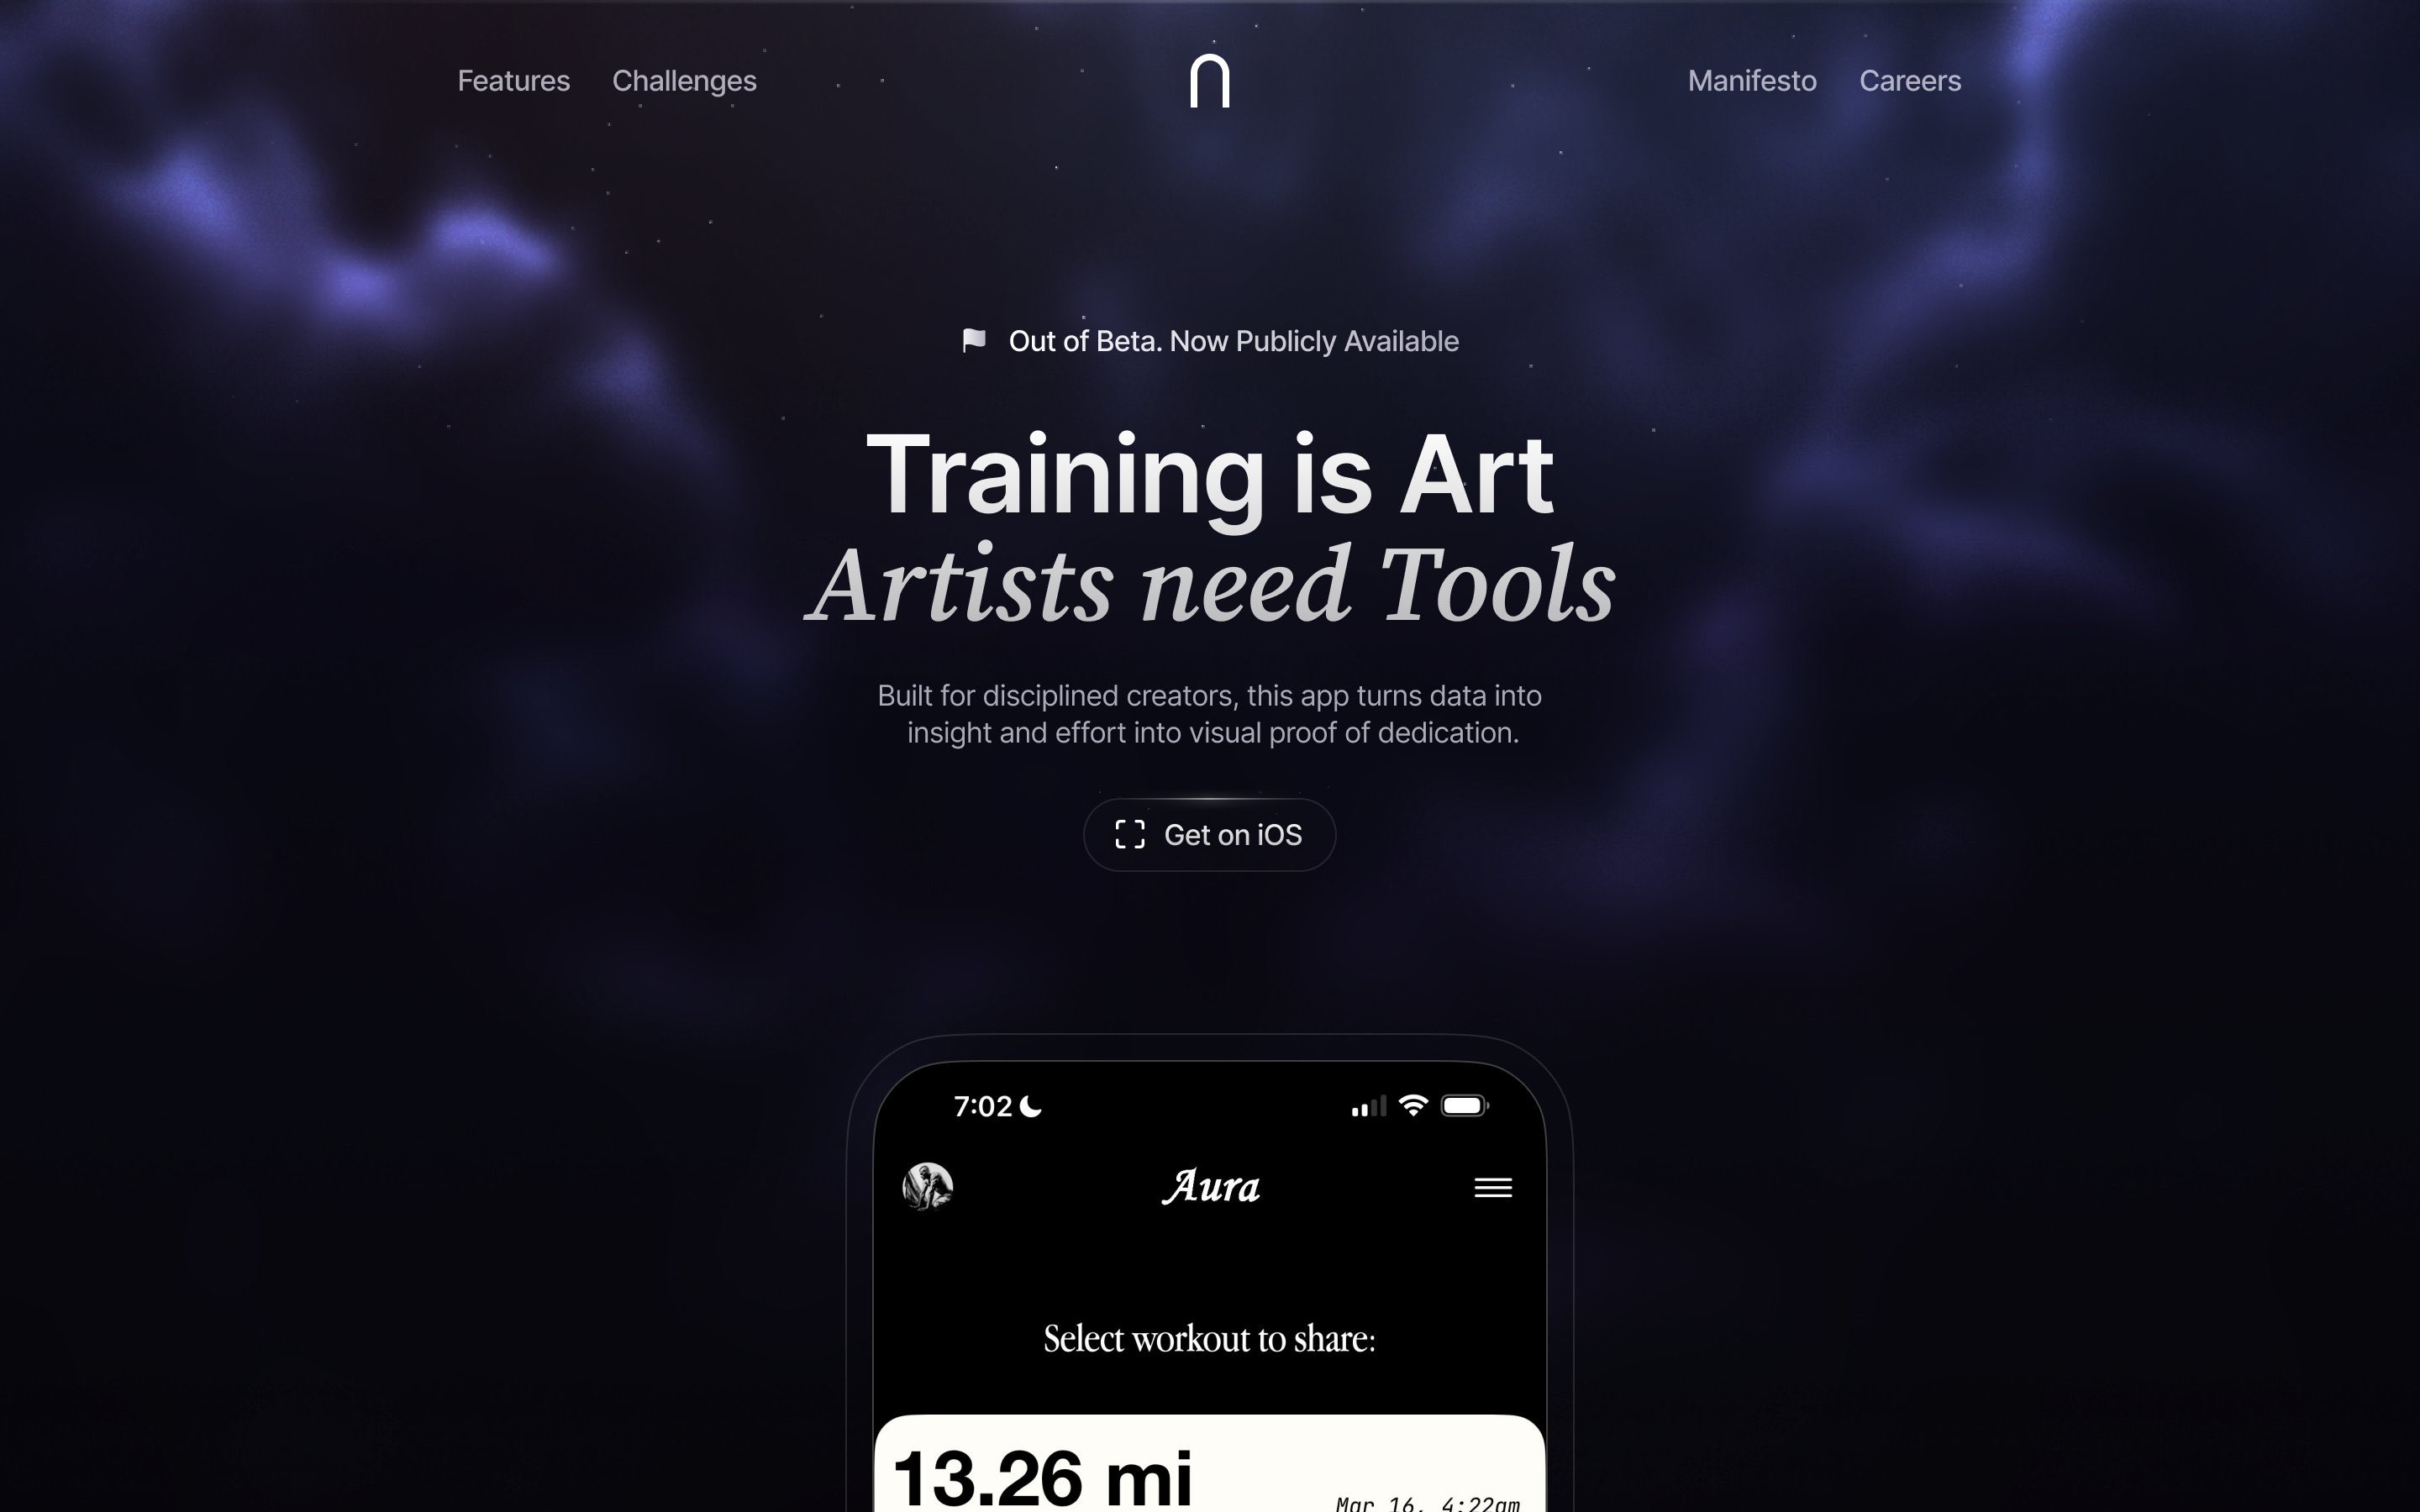 Features
Challenges
Manifesto
Careers
Out of Beta. Now Publicly Available
Training is Art
Artists need Tools
Built for disciplined creators, this app turns data into
insight and effort into visual proof of dedication.
Get on iOS
7:02
Aura
Select workout to share:
13.26 mi
Mar 16, 4:22am